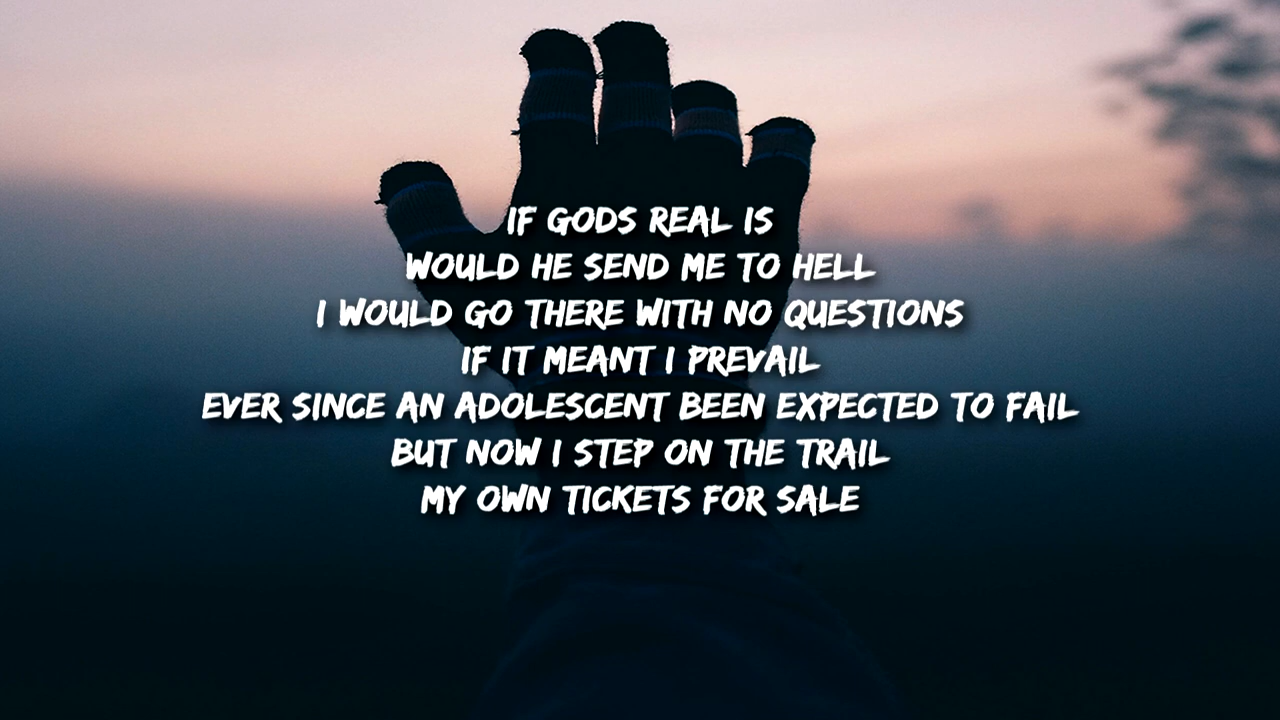 IF GODS REAL IS
WOULD HE SEND ME TO HELL
I WOULD GO THERE WITH NO QUESTIONS
IF IT MEANT I PREVAIL
EVER SINCE AN ADOLESCENT BEEN EXPECTED TO FAIL
BUT NOW I STEP ON THE TRAIL
MY OWN TICKETS FOR SALE